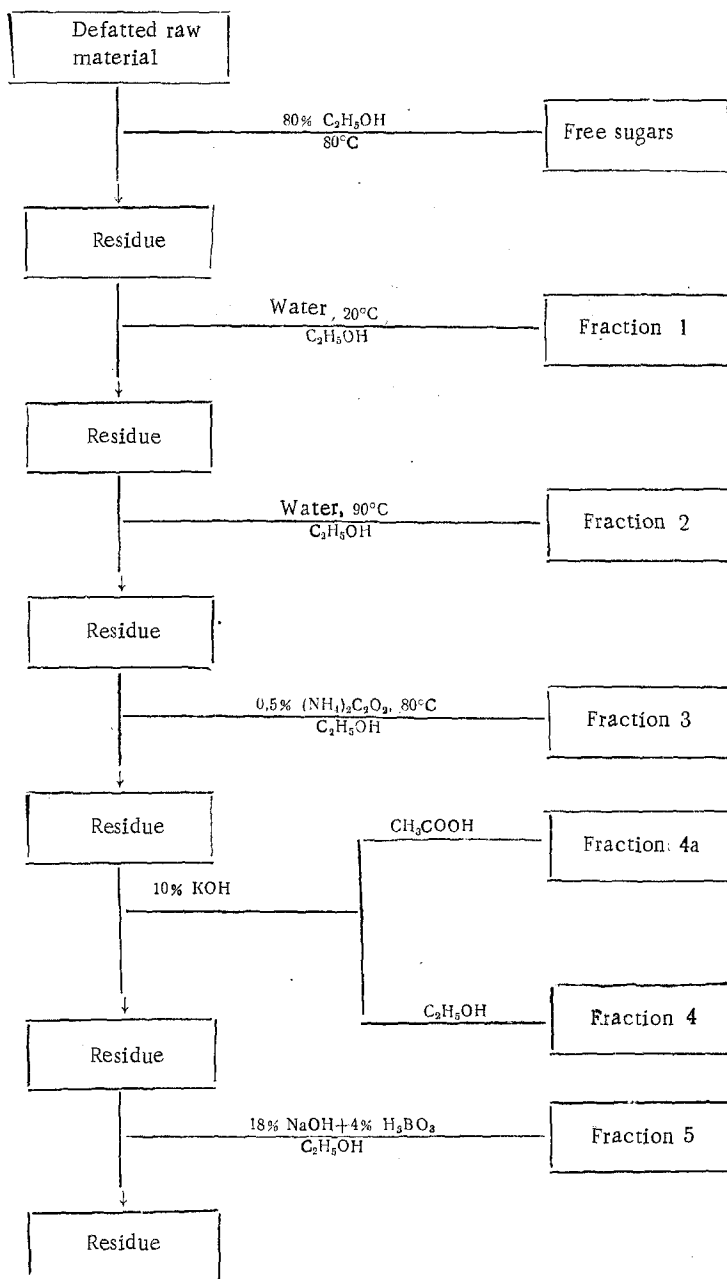 Defatted raw
material
80% C₂H₅OH
80°C
Free sugars
Residue
Water, 20°C
C₂H₅OH
Fraction 1
Residue
Water, 90°C
C₂H₅OH
Fraction 2
Residue
0,5% (NH₄)₂C₂O₂, 80°C
C₂H₅OH
Fraction 3
Residue
CH₃COOH
Fraction 4a
10% KOH
C₂H₅OH
Fraction 4
Residue
18% NaOH+4% H₃BO₃
C₂H₅OH
Fraction 5
Residue